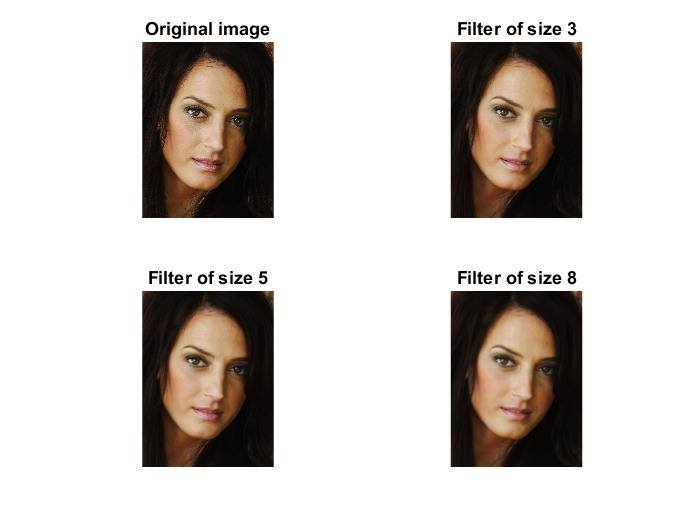 Original image
Filter of size 3
Filter of size 5
Filter of size 8